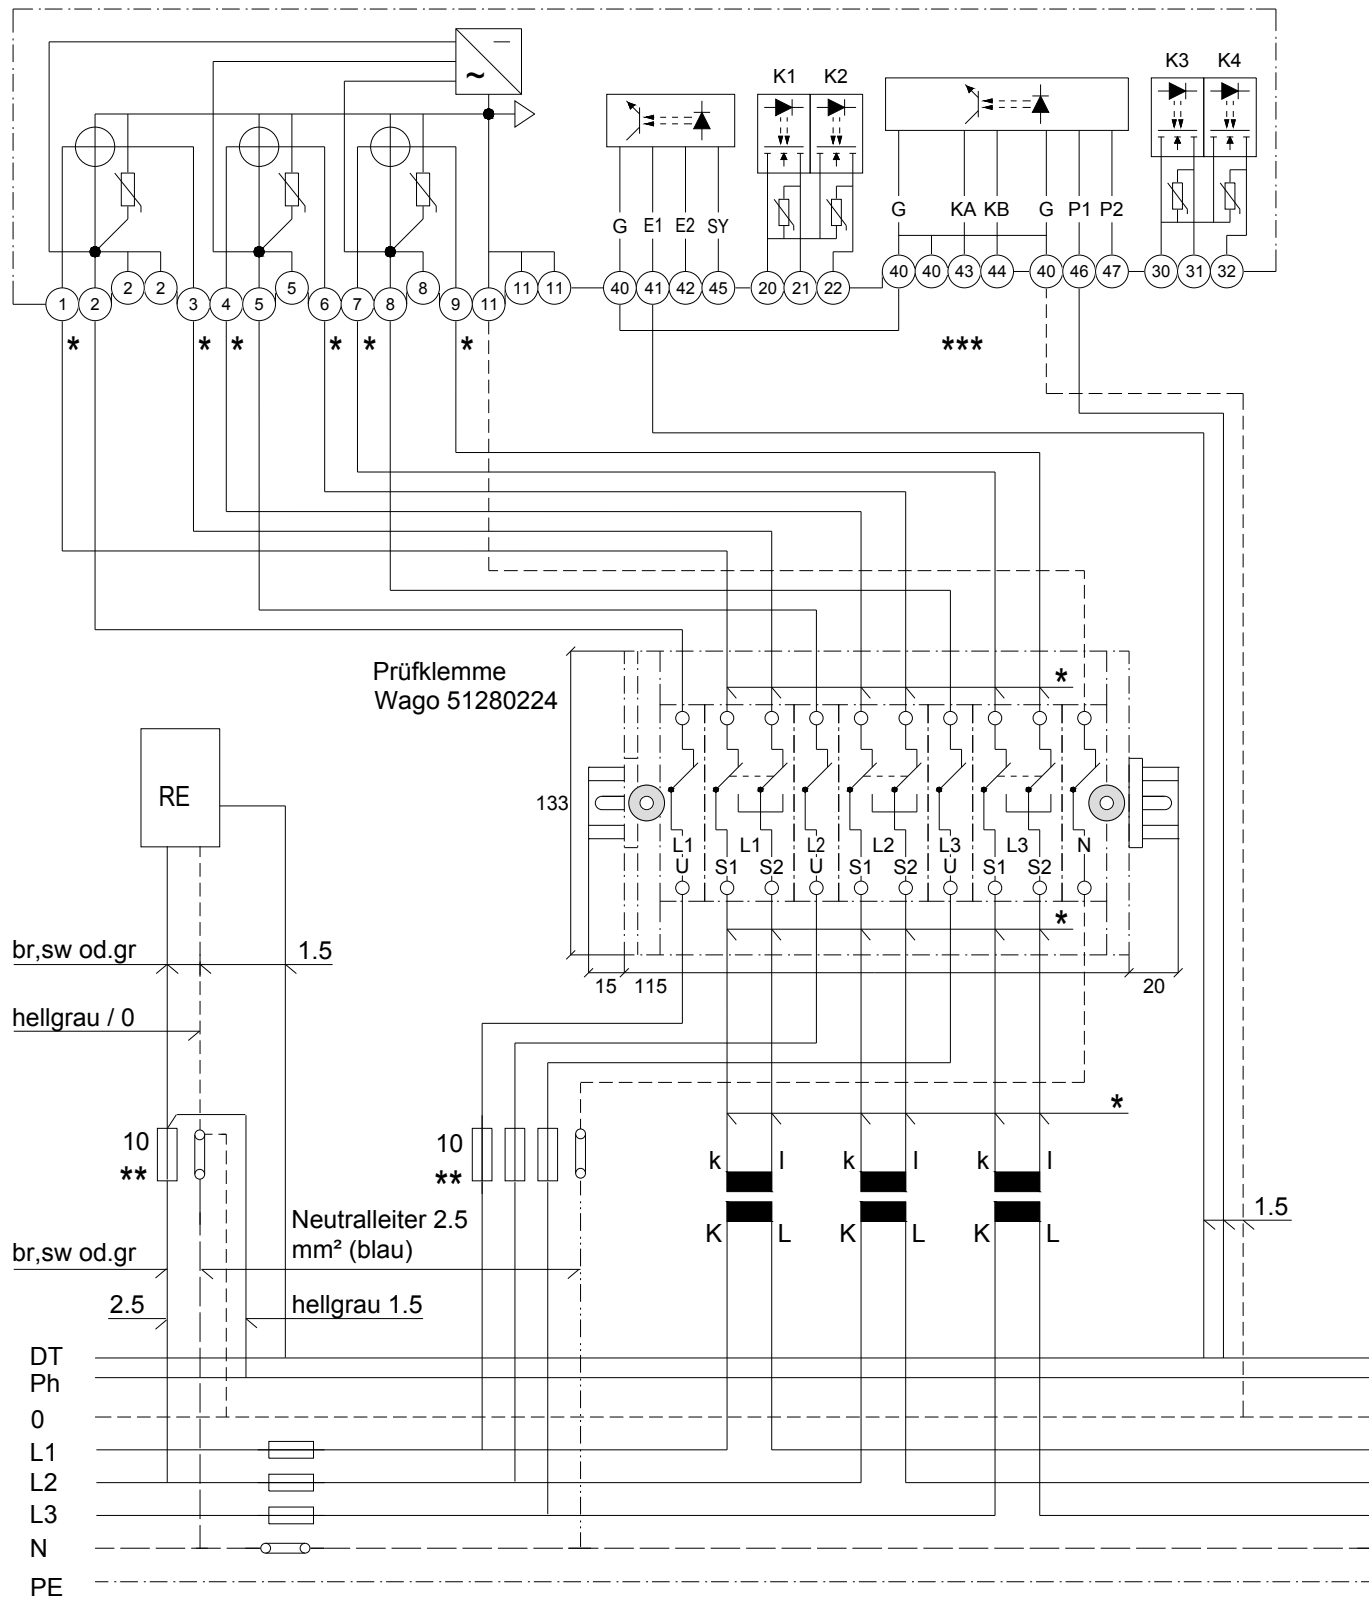 K1 K2 K3 K4
~
G E1 E2 SY G KA KB G P1 P2
1 2 2 2 3 4 5 5 6 7 8 8 9 11 11 11 40 41 42 45 20 21 22 40 40 43 44 40 46 47 30 31 32
* * * * * * ***
Prüfklemme
Wago 51280224
*
RE
133
L1 L1 L2 L2 L3 L3 N
U S1 S2 U S1 S2 U S1 S2
*
br,sw od.gr 1.5
15 115 20
hellgrau / 0
*
10 10
** **
k l k l k l
K L K L K L
1.5
Neutralleiter 2.5
mm² (blau)
br,sw od.gr
2.5 hellgrau 1.5
DT
Ph
0
L1
L2
L3
N
PE